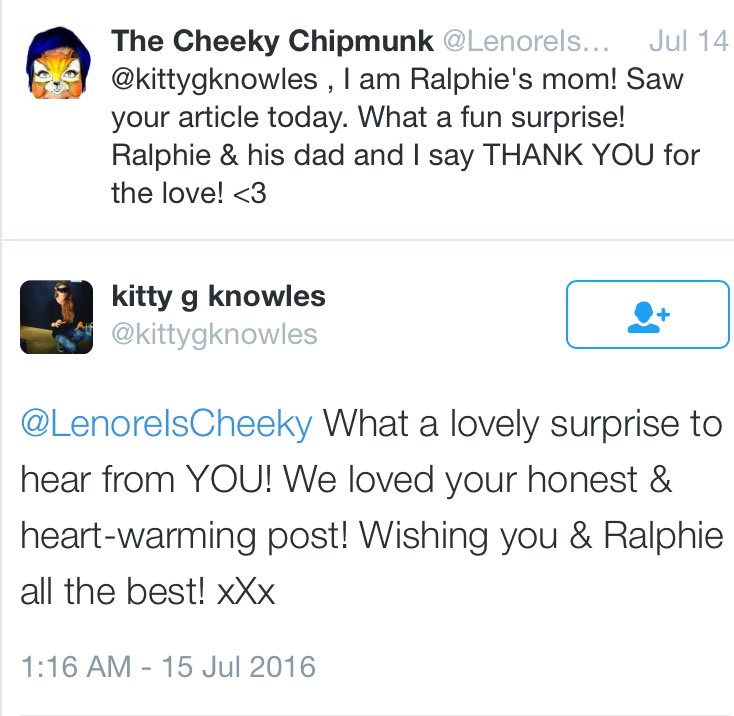 The Cheeky Chipmunk @LenoreIs... Jul 14
@kittygknowles , I am Ralphie's mom! Saw
your article today. What a fun surprise!
Ralphie & his dad and I say THANK YOU for
the love! <3
kitty g knowles
@kittygknowles
@LenoreIsCheeky What a lovely surprise to
hear from YOU! We loved your honest &
heart-warming post! Wishing you & Ralphie
all the best! xXx
1:16 AM - 15 Jul 2016